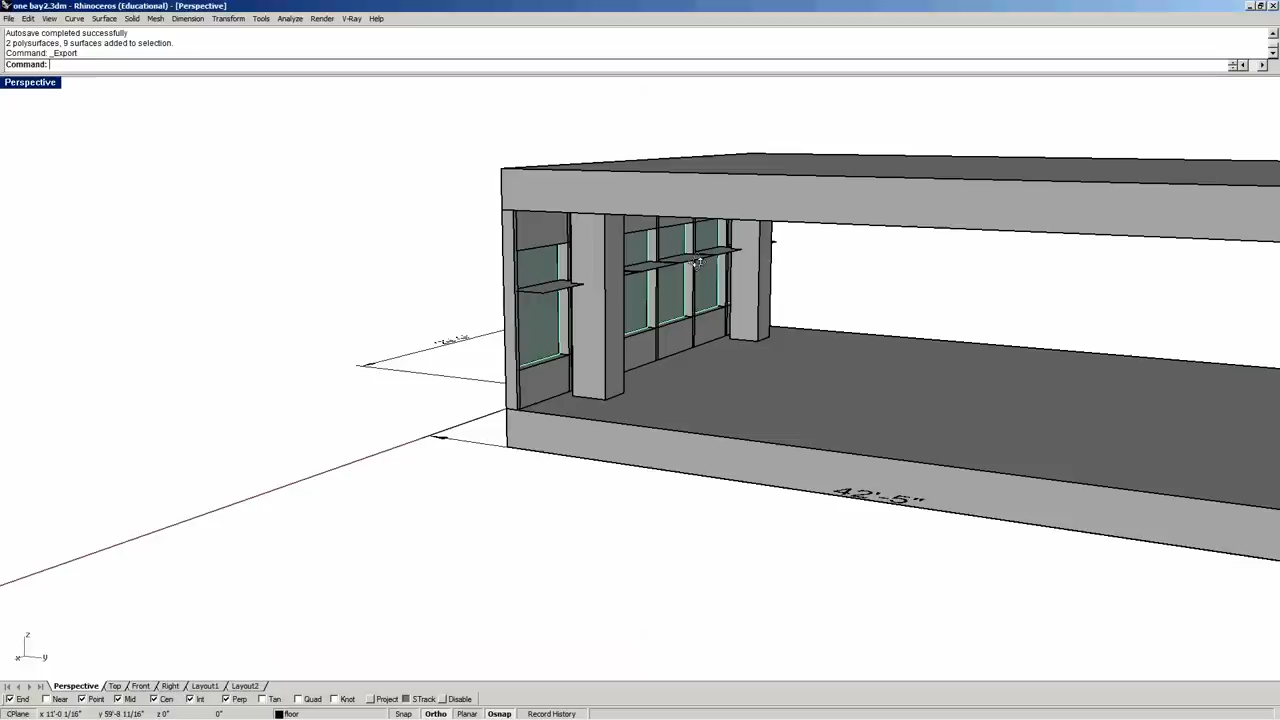 one bay2.3dm - Rhinoceros (Educational) - [Perspective]
File Edit View Curve Surface Solid Mesh Dimension Transform Tools Analyze Render V-Ray Help
Autosave completed successfully
2 polysurfaces, 9 surfaces added to selection.
Command: _Export
Command:
Perspective
42'-5"
z
x y
Perspective Top Front Right Layout1 Layout2
End Near Point Mid Cen Int Perp Tan Quad Knot Project STrack Disable
CPlane x 11'-0 1/16" y 59'-8 11/16" z 0" 0" floor Snap Ortho Planar Osnap Record History